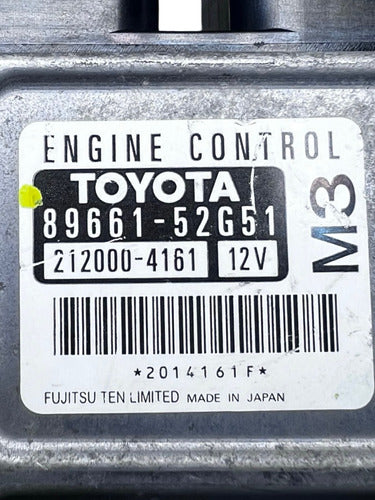 ENGINE CONTROL
TOYOTA
89661-52G51
212000-4161 12V
M3
*2014161F*
FUJITSU TEN LIMITED MADE IN JAPAN